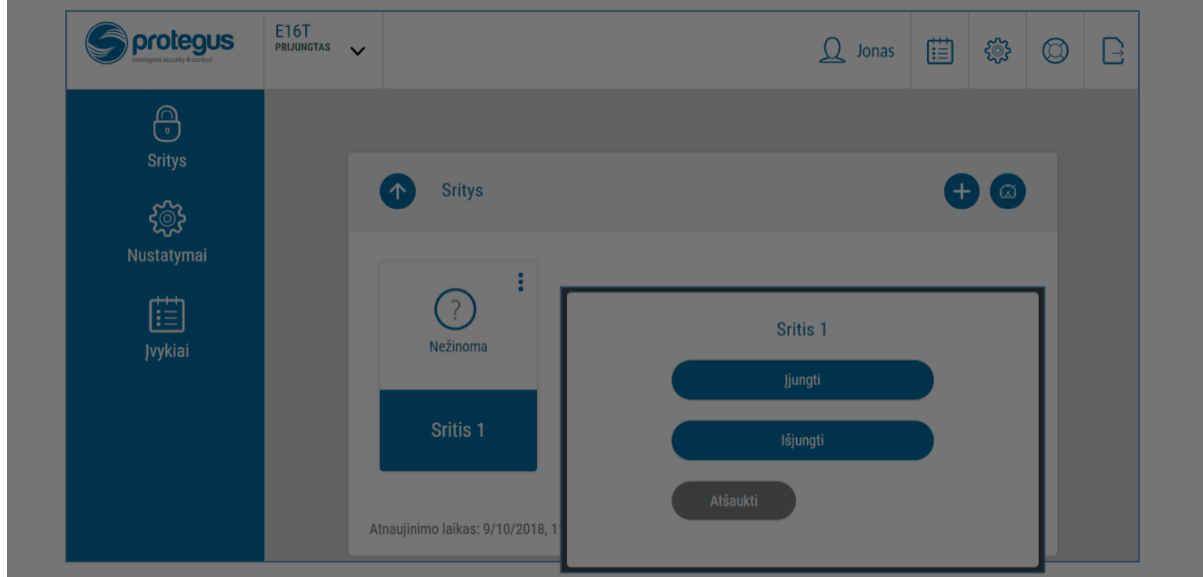 protegus
intelligent security & control
E16T
PRIJUNGTAS
Jonas
Sritys
Nustatymai
Įvykiai
Sritys
?
Nežinoma
Sritis 1
Atnaujinimo laikas: 9/10/2018, 1
Sritis 1
Įjungti
Išjungti
Atšaukti